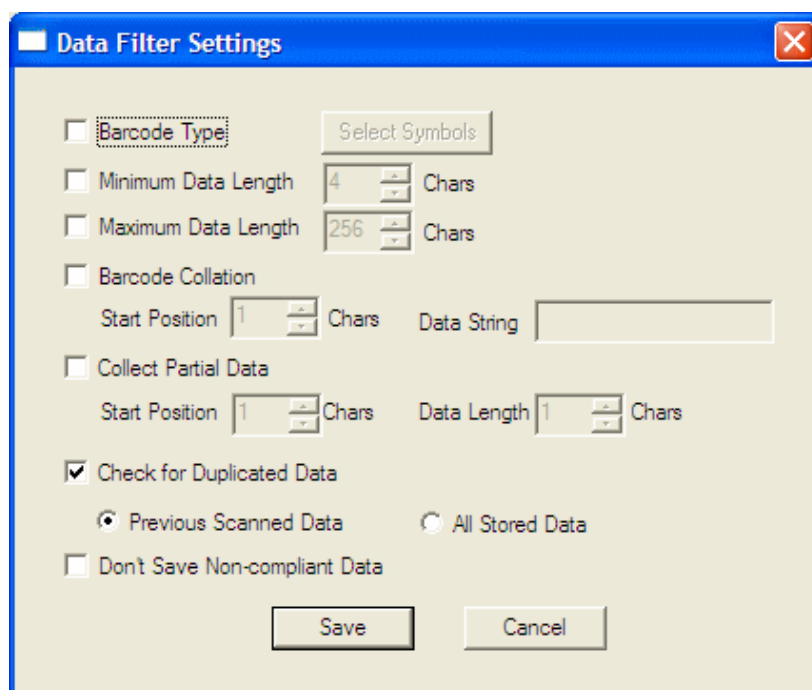 Data Filter Settings
Barcode Type Select Symbols
Minimum Data Length 4 Chars
Maximum Data Length 256 Chars
Barcode Collation
Start Position 1 Chars Data String
Collect Partial Data
Start Position 1 Chars Data Length 1 Chars
Check for Duplicated Data
Previous Scanned Data All Stored Data
Don't Save Non-compliant Data
Save Cancel